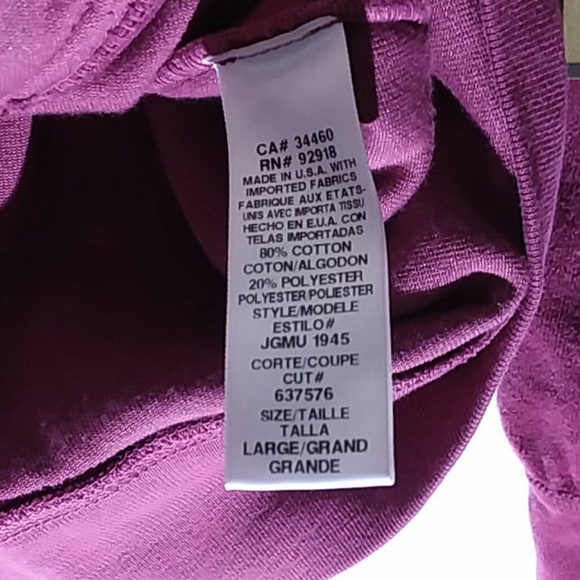 CA# 34460
RN# 92918
MADE IN U.S.A. WITH
IMPORTED FABRICS
FABRIQUE AUX ETATS-
UNIS AVEC IMPORTA TISSU
HECHO EN E.U.A. CON
TELAS IMPORTADAS
80% COTTON
COTON/ALGODON
20% POLYESTER
POLYESTER/POLIESTER
STYLE/MODELE
ESTILO#
JGMU 1945
CORTE/COUPE
CUT#
637576
SIZE/TAILLE
TALLA
LARGE/GRAND
GRANDE